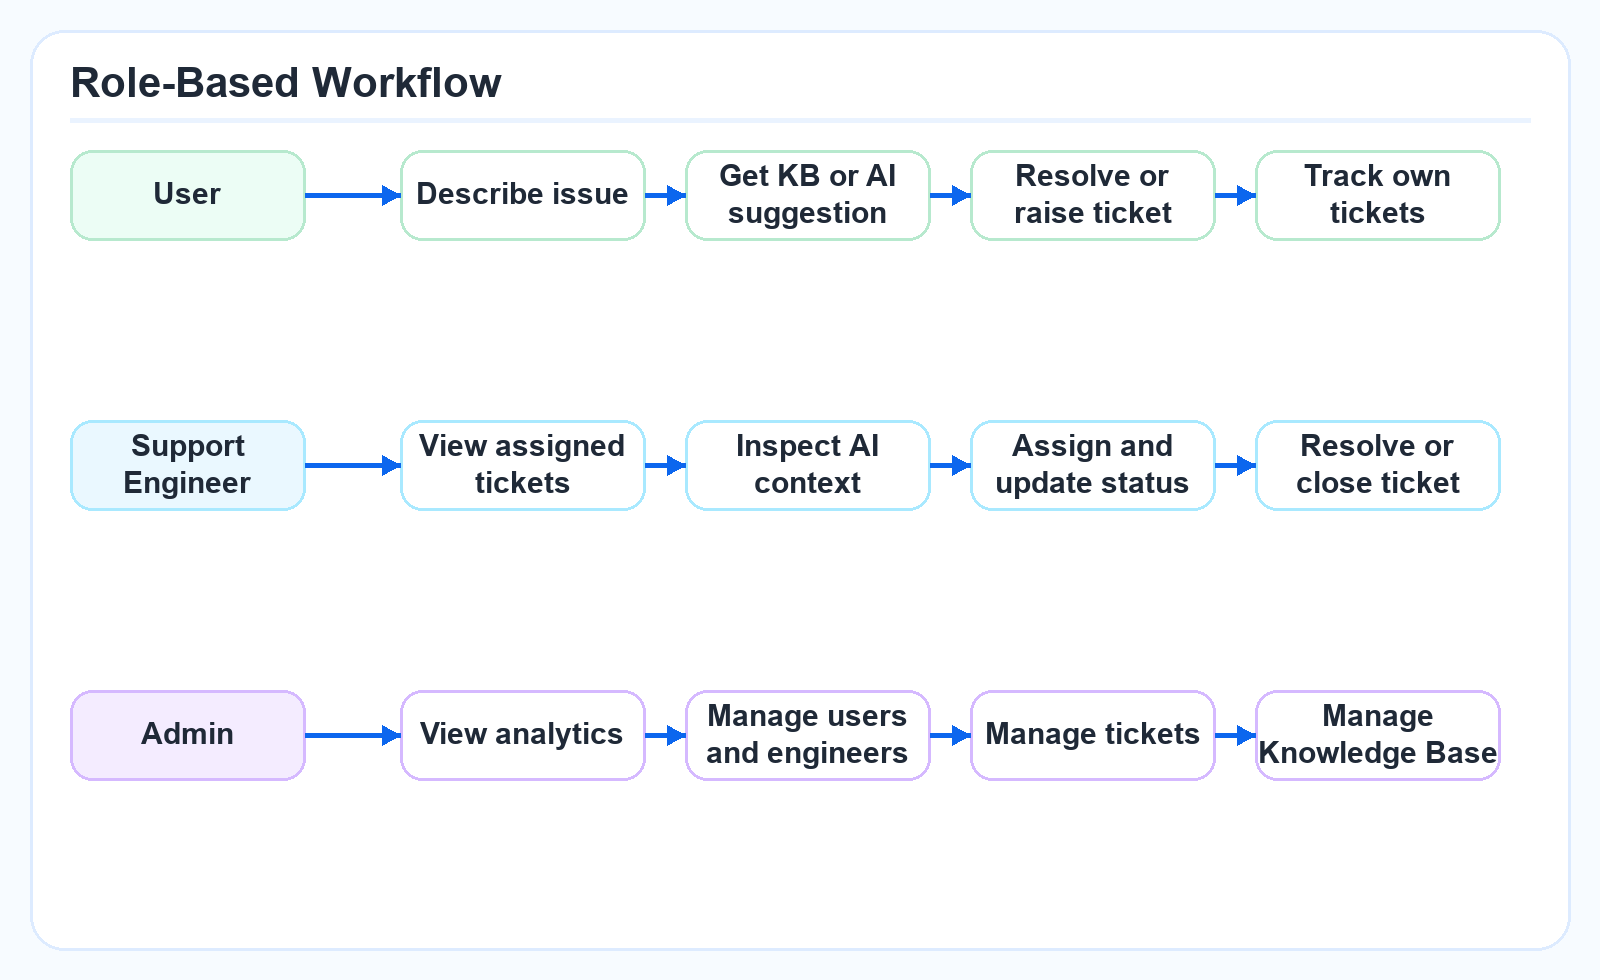 Role-Based Workflow
User
Describe issue
Get KB or AI
suggestion
Resolve or
raise ticket
Track own
tickets
Support
Engineer
View assigned
tickets
Inspect AI
context
Assign and
update status
Resolve or
close ticket
Admin
View analytics
Manage users
and engineers
Manage tickets
Manage
Knowledge Base